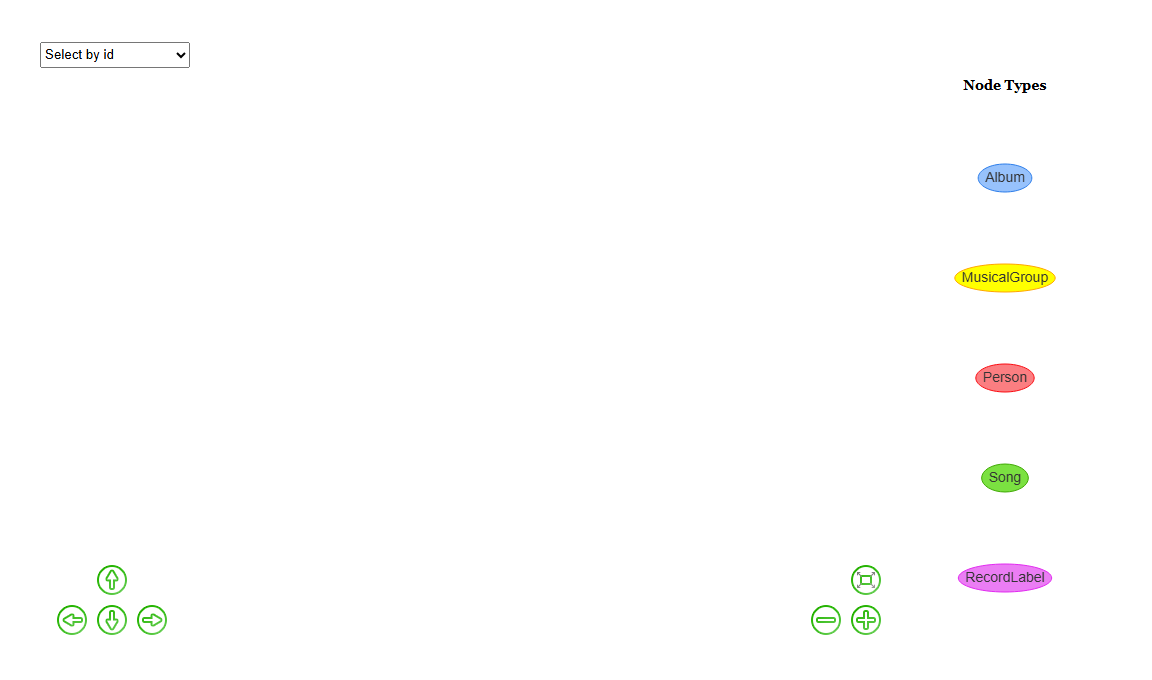 Select by id
Node Types
Album
MusicalGroup
Person
Song
RecordLabel